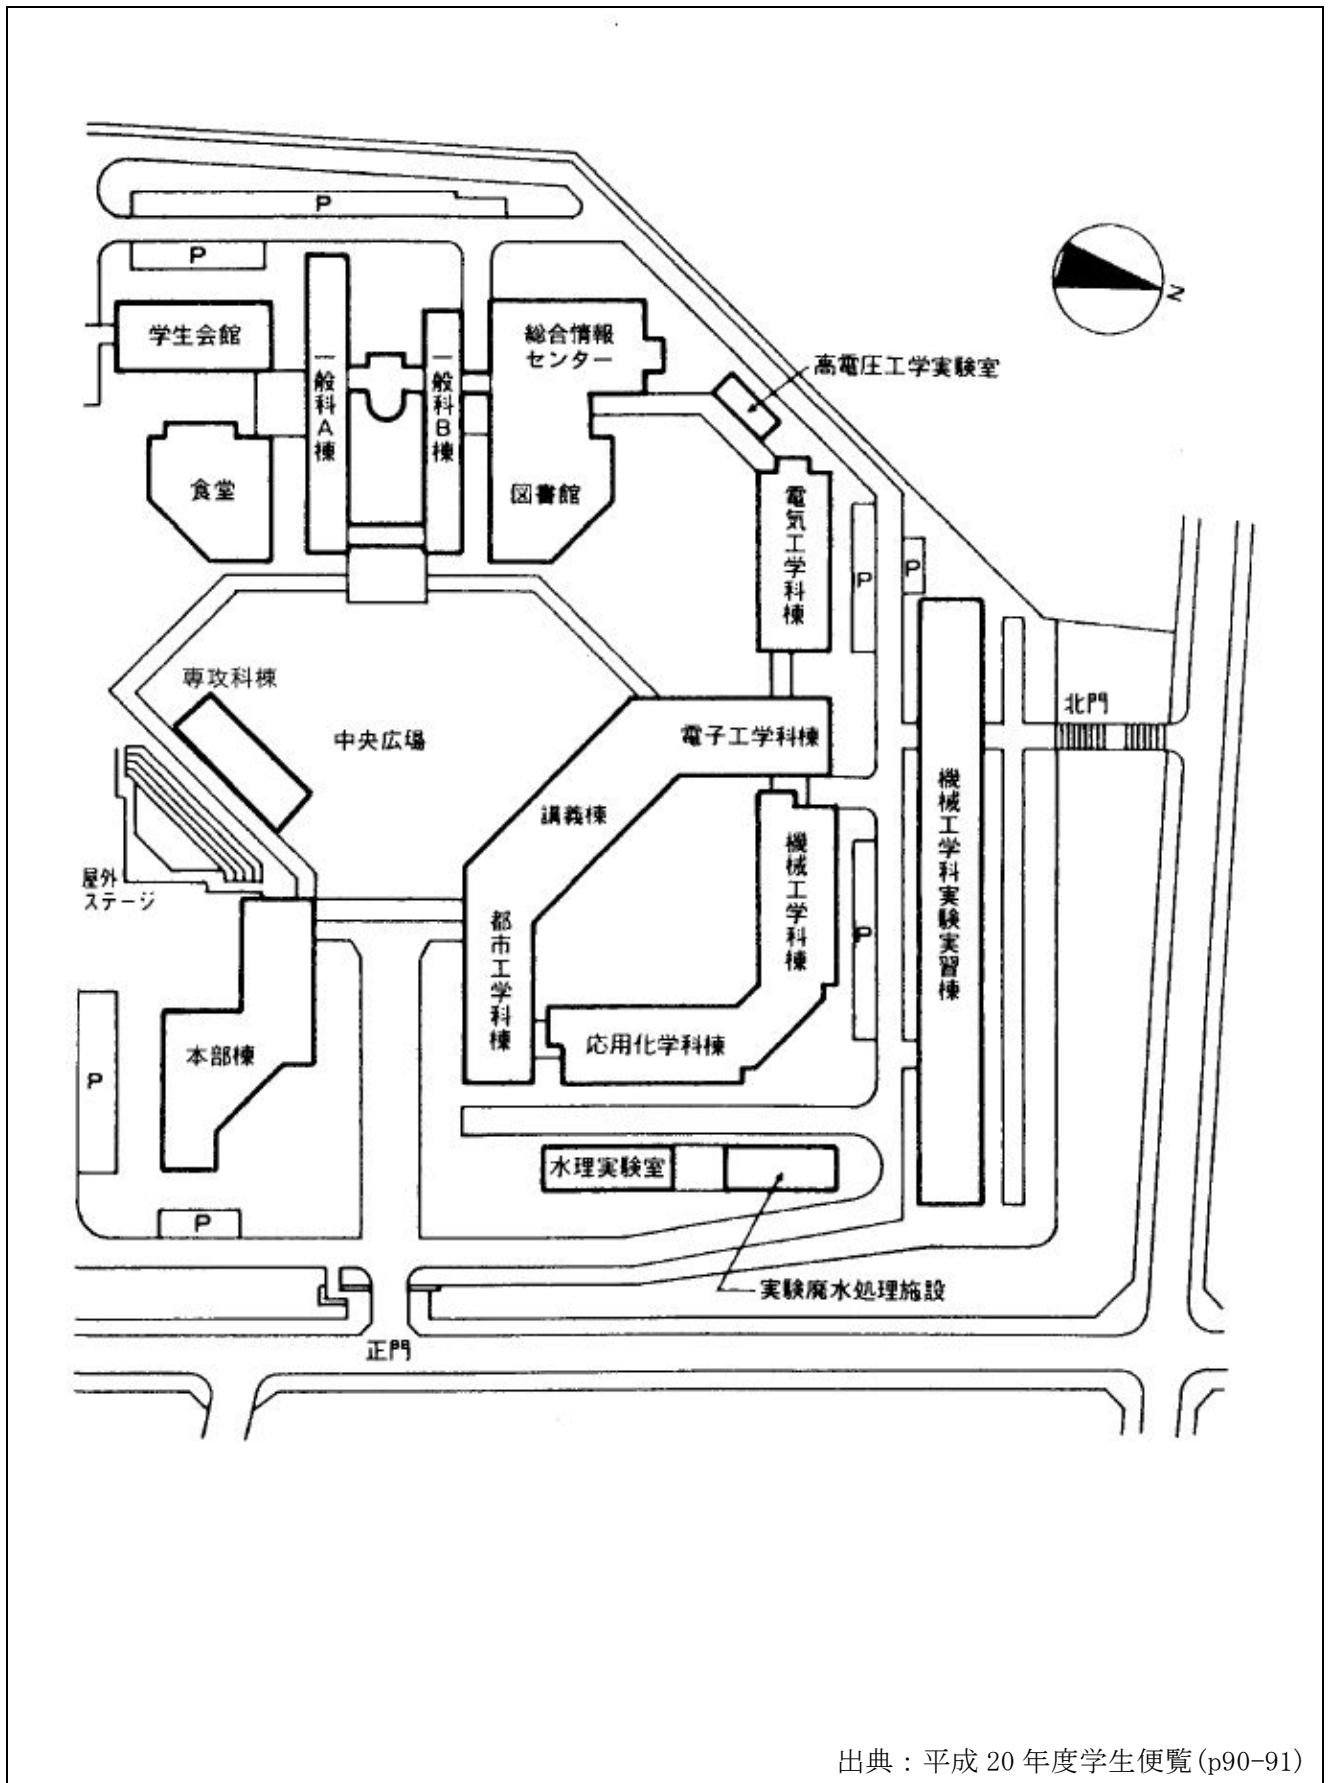 P
P
N
学生会館
一般科A棟
一般科B棟
総合情報
センター
高電圧工学実験室
食堂
図書館
電気工学科棟
P
P
専攻科棟
中央広場
電子工学科棟
北門
講義棟
機械工学科棟
機械工学科実験実習棟
屋外
ステージ
都市工学科棟
P
本部棟
応用化学科棟
P
水理実験室
P
実験廃水処理施設
正門
出典：平成 20 年度学生便覧(p90-91)